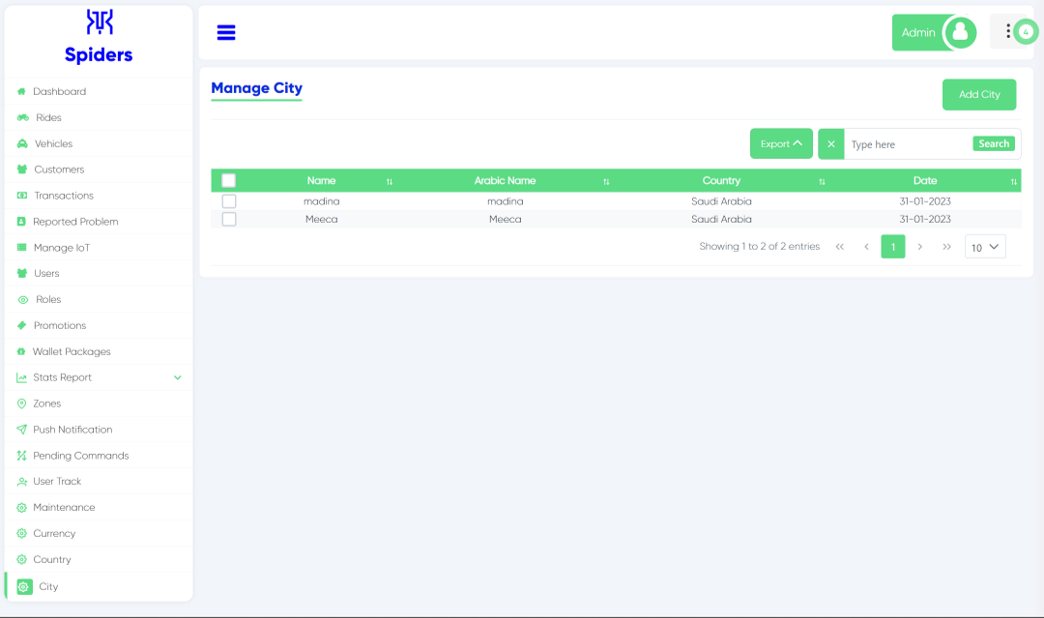 Spiders
Dashboard
Rides
Vehicles
Customers
Transactions
Reported Problem
Manage IoT
Users
Roles
Promotions
Wallet Packages
Stats Report
Zones
Push Notification
Pending Commands
User Track
Maintenance
Currency
Country
City
Admin
4
Manage City
Add City
Export
Type here
Search
Name Arabic Name Country Date
madina madina Saudi Arabia 31-01-2023
Meeca Meeca Saudi Arabia 31-01-2023
Showing 1 to 2 of 2 entries << < 1 > >> 10